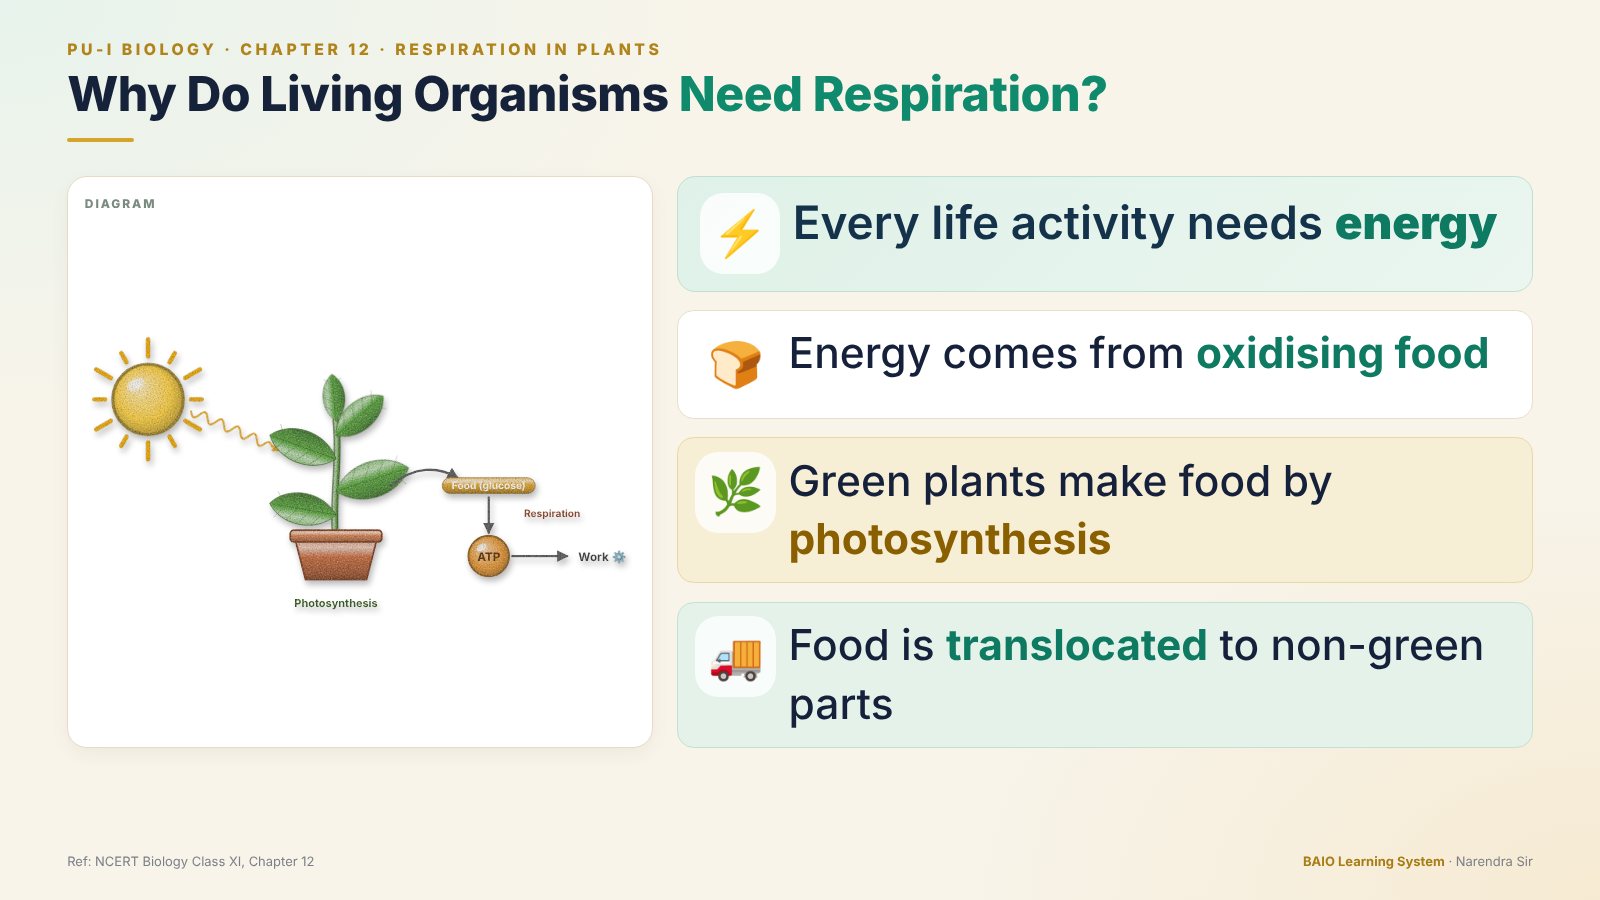 PU-I BIOLOGY · CHAPTER 12 · RESPIRATION IN PLANTS
Why Do Living Organisms Need Respiration?
DIAGRAM
Food (glucose)
Respiration
ATP
Work
Photosynthesis
Every life activity needs energy
Energy comes from oxidising food
Green plants make food by
photosynthesis
Food is translocated to non-green
parts
Ref: NCERT Biology Class XI, Chapter 12
BAIO Learning System · Narendra Sir